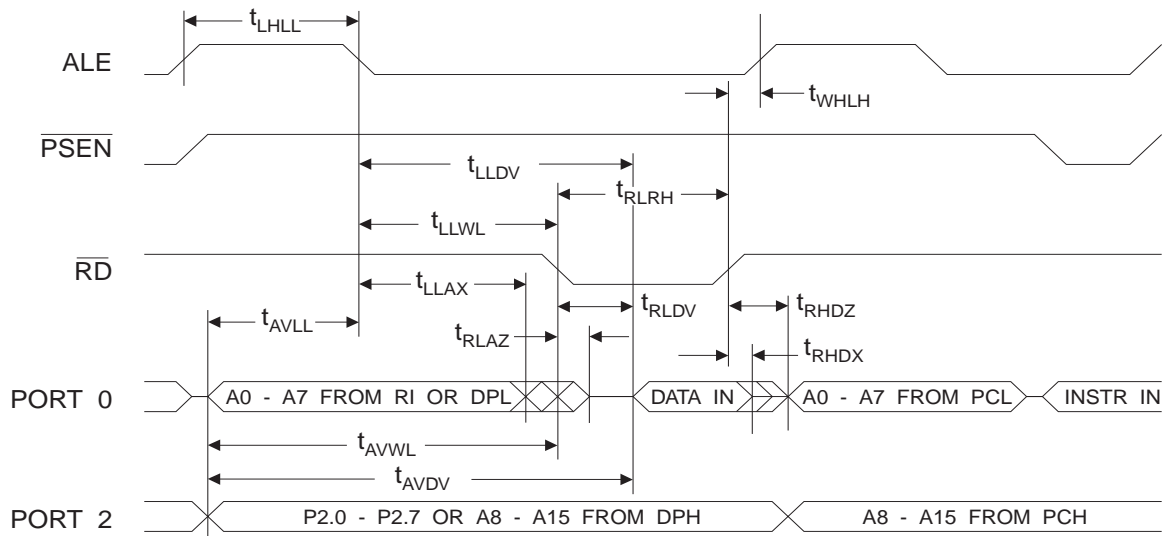 tLHLL
ALE
tWHLH
PSEN
tLLDV
tRLRH
tLLWL
RD
tLLAX
tRLDV
tRHDZ
tAVLL
tRLAZ
tRHDX
PORT 0
A0 - A7 FROM RI OR DPL
DATA IN
A0 - A7 FROM PCL
INSTR IN
tAVWL
tAVDV
PORT 2
P2.0 - P2.7 OR A8 - A15 FROM DPH
A8 - A15 FROM PCH